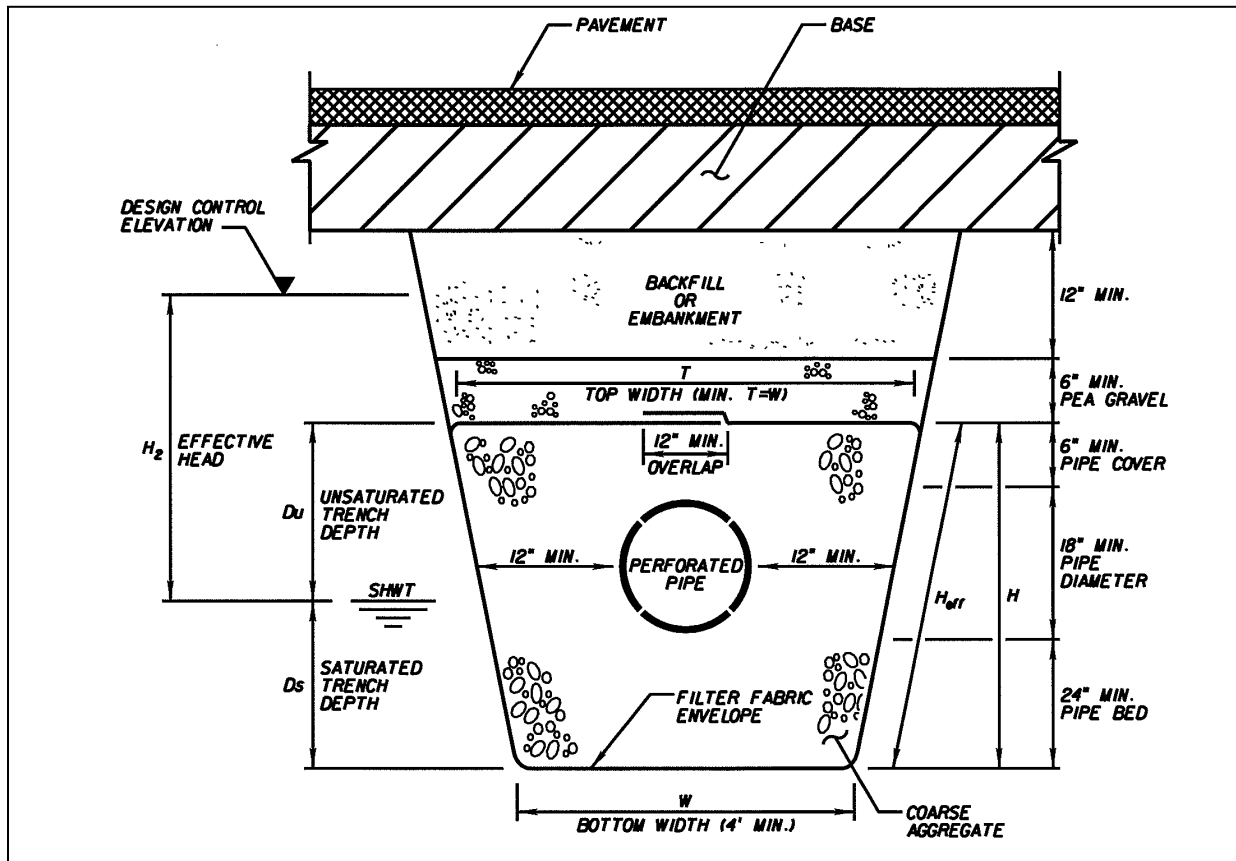 PAVEMENT
BASE
DESIGN CONTROL
ELEVATION
BACKFILL
OR
EMBANKMENT
12" MIN.
T
TOP WIDTH (MIN. T=W)
6" MIN.
PEA GRAVEL
H2 EFFECTIVE
HEAD
12" MIN.
OVERLAP
6" MIN.
PIPE COVER
Du UNSATURATED
TRENCH
DEPTH
12" MIN.
PERFORATED
PIPE
12" MIN.
18" MIN.
PIPE
DIAMETER
Heff
H
SHWT
Ds SATURATED
TRENCH
DEPTH
FILTER FABRIC
ENVELOPE
24" MIN.
PIPE BED
W
BOTTOM WIDTH (4' MIN.)
COARSE
AGGREGATE